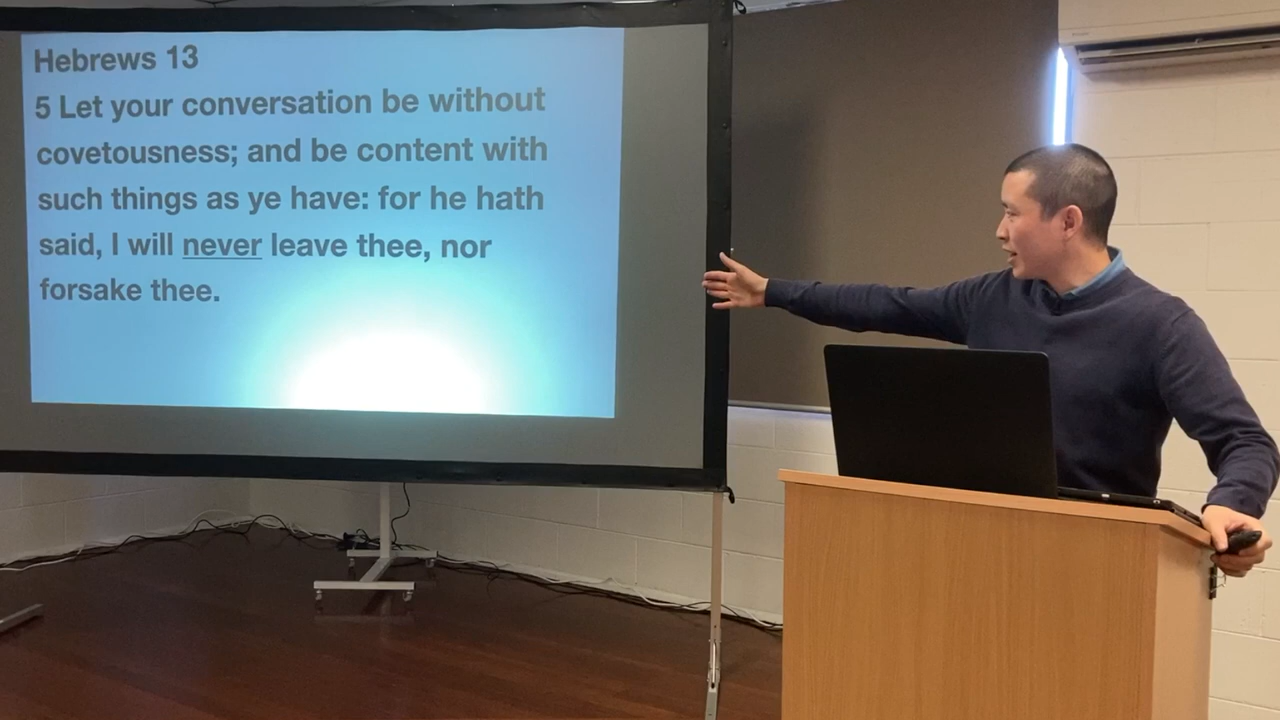 Hebrews 13
5 Let your conversation be without
covetousness; and be content with
such things as ye have: for he hath
said, I will never leave thee, nor
forsake thee.